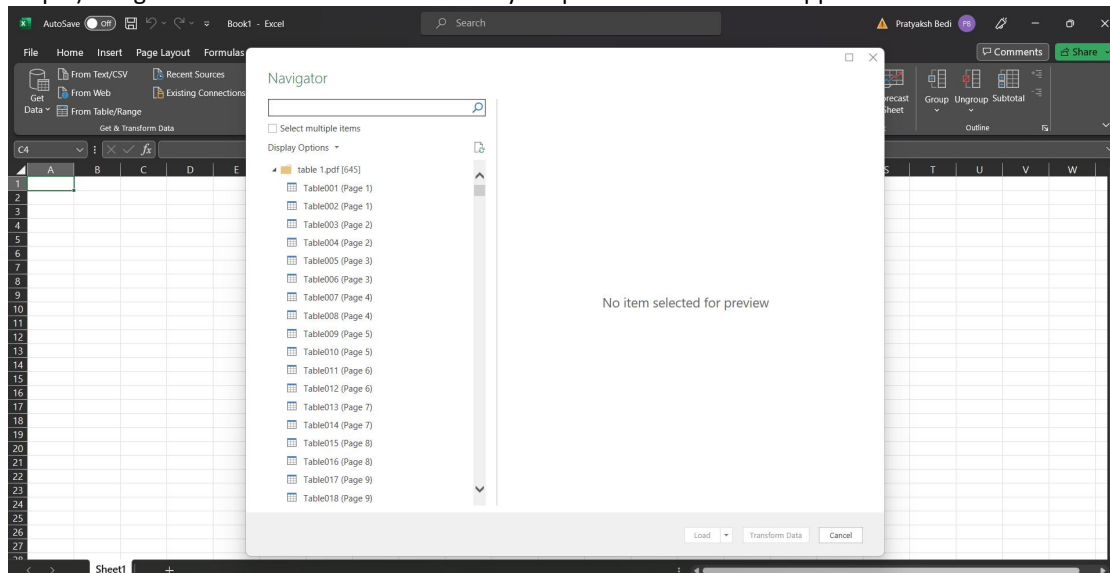 AutoSave Off Book1 - Excel Search Pratyaksh Bedi PB
File Home Insert Page Layout Formulas Comments Share
From Text/CSV Recent Sources
Get Data From Web Existing Connections
From Table/Range
Get & Transform Data
Group Ungroup Subtotal
Sheet
Outline
C4 fx
A B C D E S T U V W
1
2
3
4
5
6
7
8
9
10
11
12
13
14
15
16
17
18
19
20
21
22
23
24
25
26
27
Navigator
Select multiple items
Display Options
table 1.pdf [645]
Table001 (Page 1)
Table002 (Page 1)
Table003 (Page 2)
Table004 (Page 2)
Table005 (Page 3)
Table006 (Page 3)
Table007 (Page 4)
Table008 (Page 4)
Table009 (Page 5)
Table010 (Page 5)
Table011 (Page 6)
Table012 (Page 6)
Table013 (Page 7)
Table014 (Page 7)
Table015 (Page 8)
Table016 (Page 8)
Table017 (Page 9)
Table018 (Page 9)
No item selected for preview
Load Transform Data Cancel
Sheet1